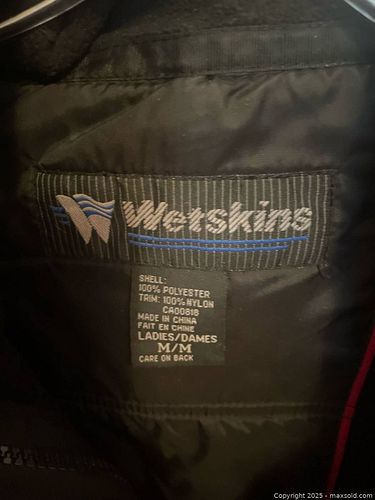 W Wetskins
SHELL:
100% POLYESTER
TRIM: 100% NYLON
CA00818
MADE IN CHINA
FAIT EN CHINE
LADIES/DAMES
M/M
CARE ON BACK
Copyright © 2025 - maxsold.com